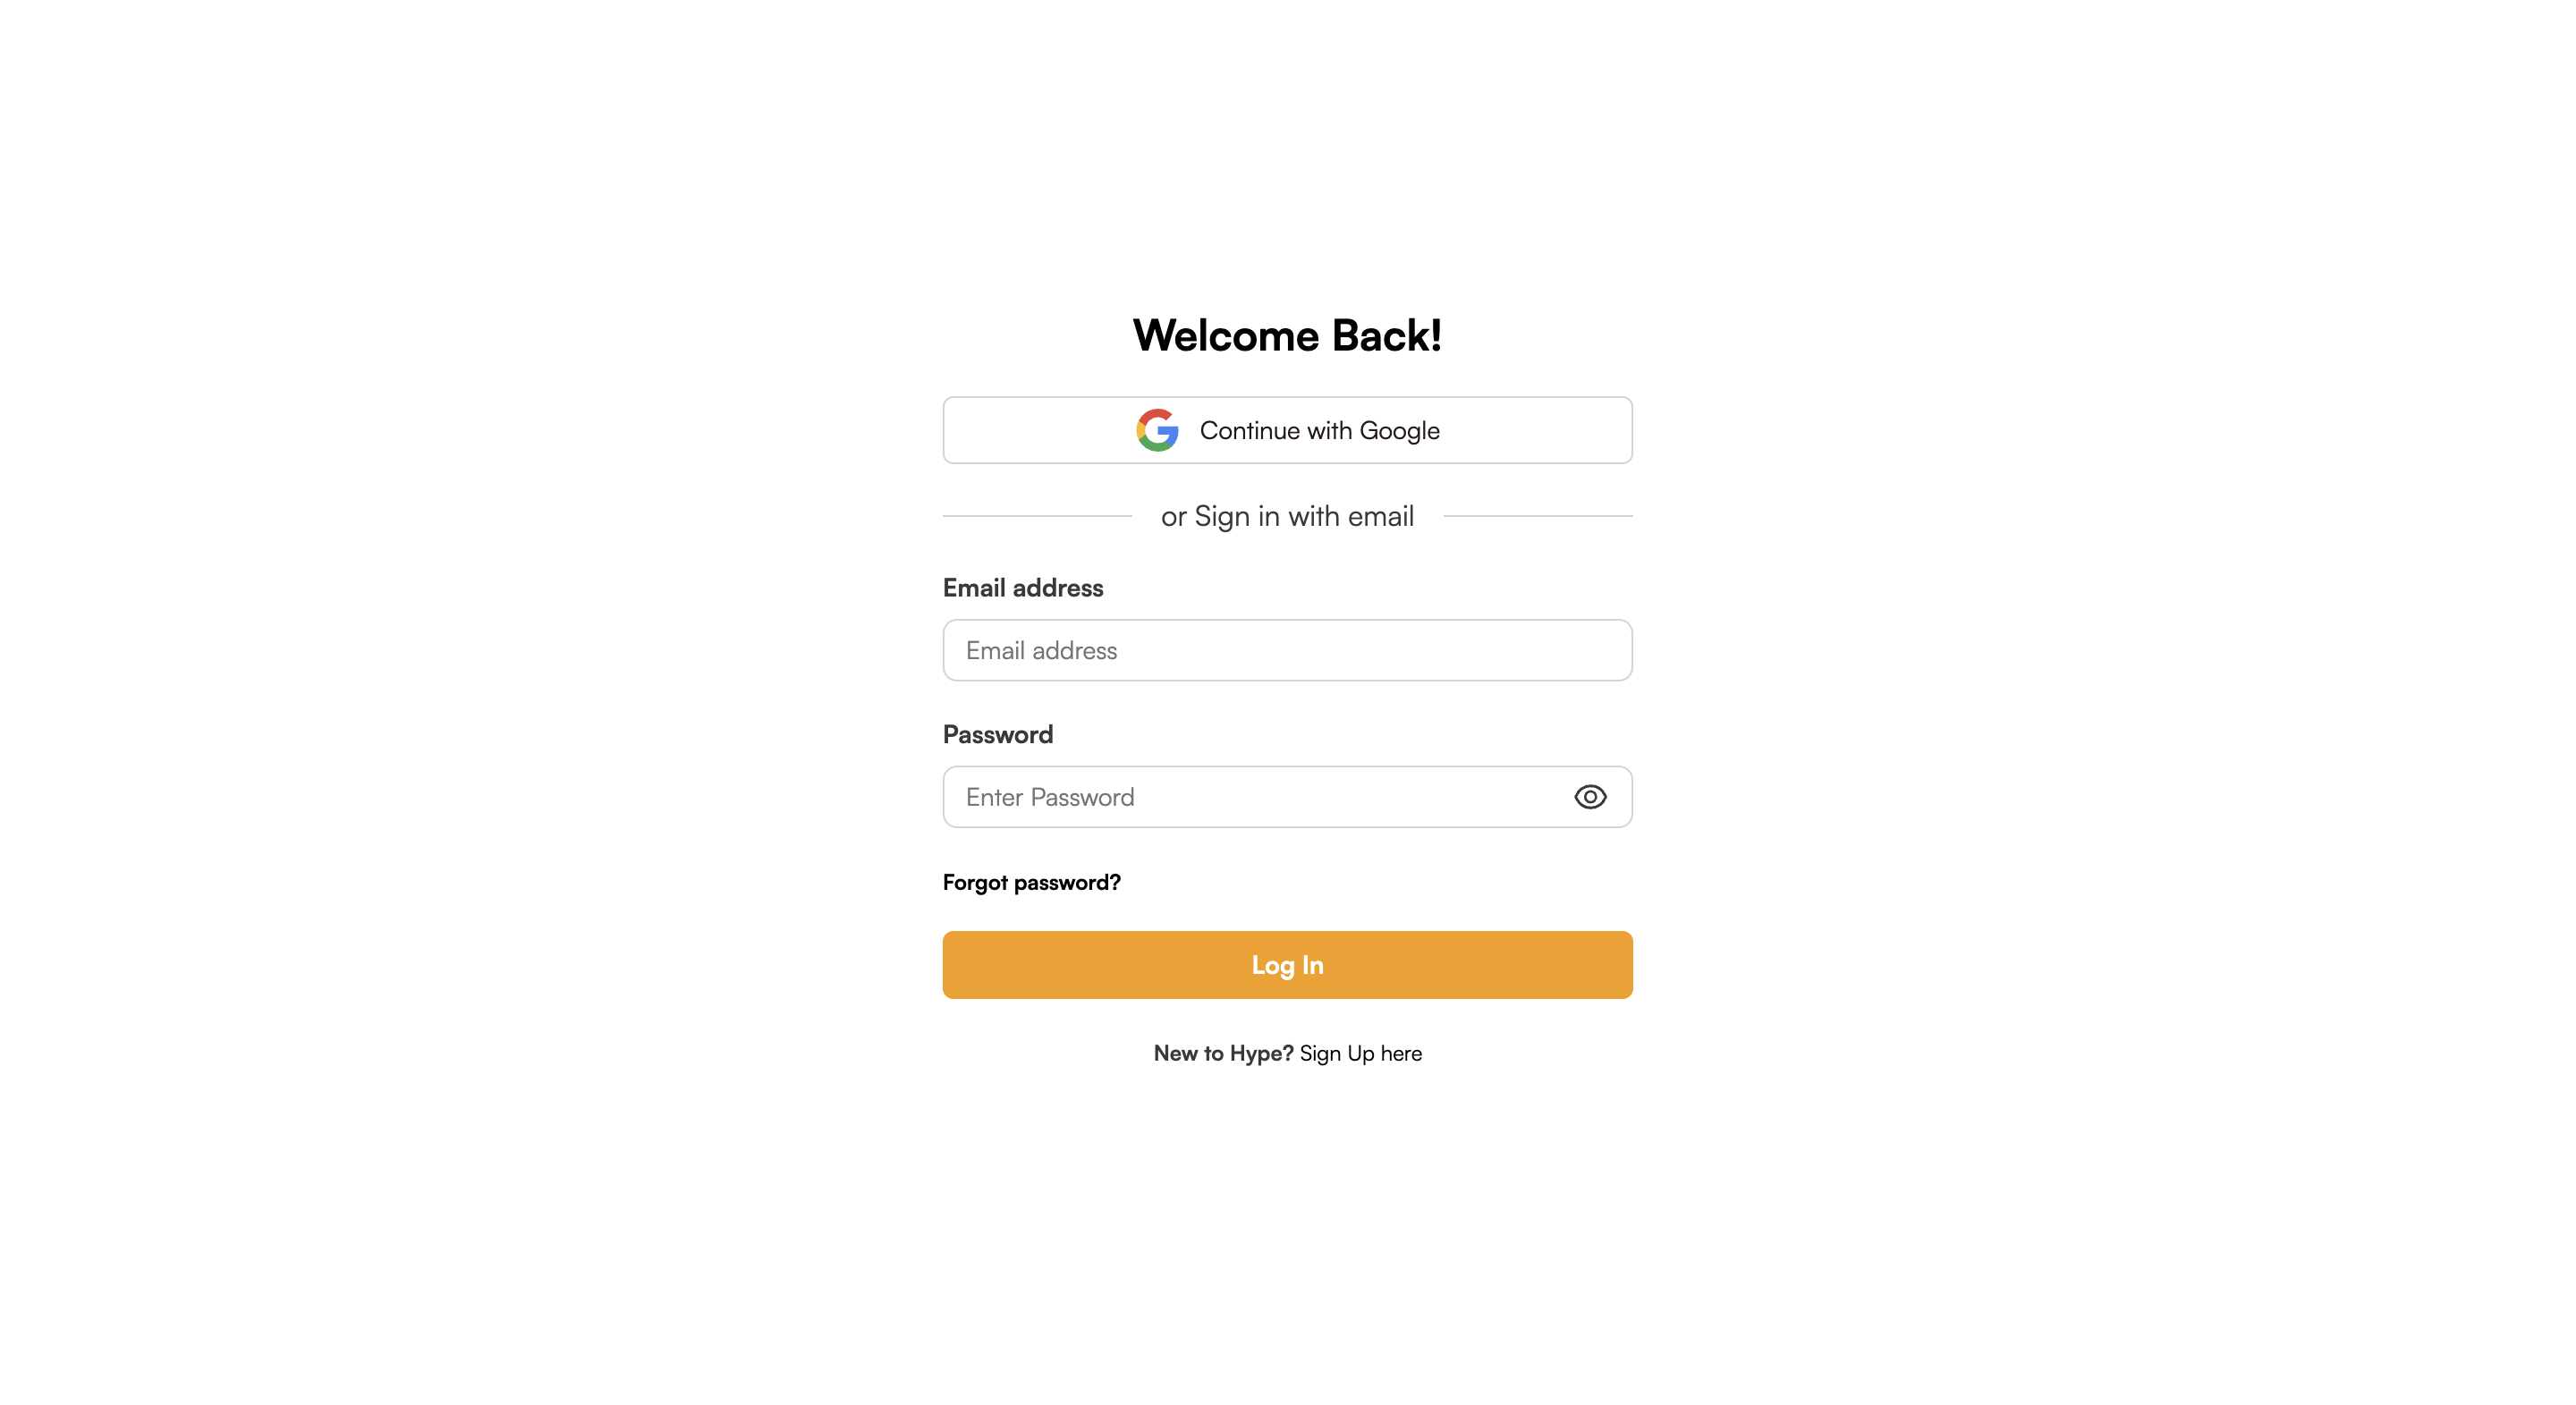 Welcome Back!
Continue with Google
or Sign in with email
Email address
Email address
Password
Enter Password
Forgot password?
Log In
New to Hype? Sign Up here